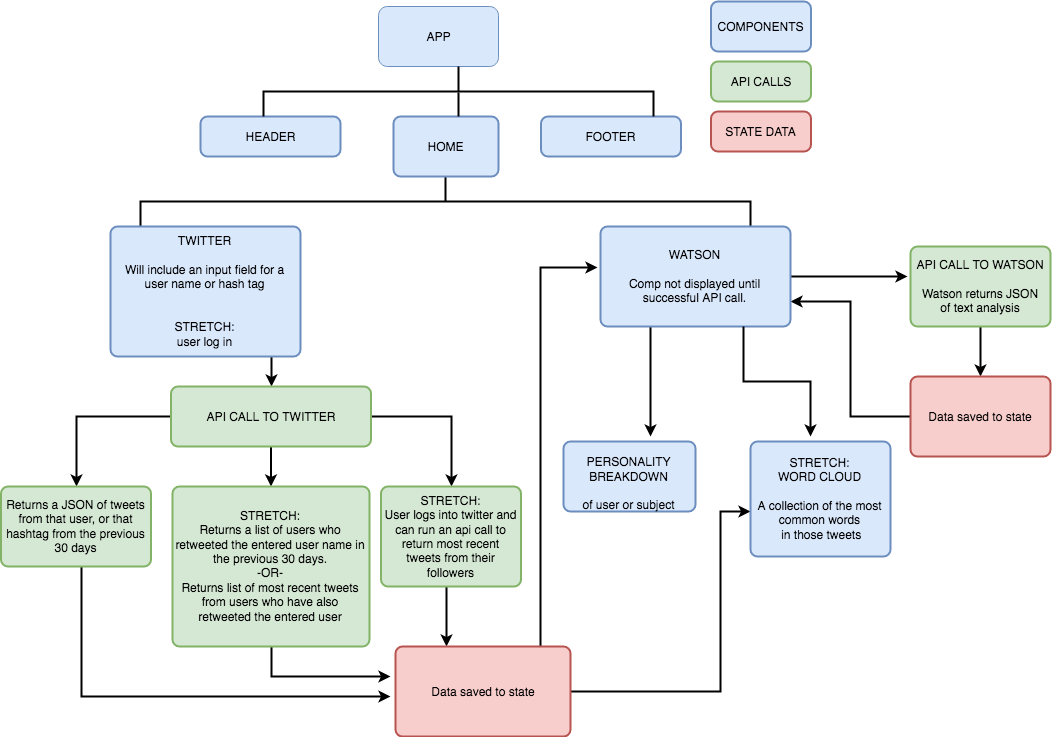 APP
COMPONENTS
API CALLS
STATE DATA
HEADER
HOME
FOOTER
TWITTER
Will include an input field for a
user name or hash tag
STRETCH:
user log in
WATSON
Comp not displayed until
successful API call.
API CALL TO WATSON
Watson returns JSON
of text analysis
Data saved to state
API CALL TO TWITTER
PERSONALITY
BREAKDOWN
of user or subject
STRETCH:
WORD CLOUD
A collection of the most
common words
in those tweets
Returns a JSON of tweets
from that user, or that
hashtag from the previous
30 days
STRETCH:
Returns a list of users who
retweeted the entered user name in
the previous 30 days.
-OR-
Returns list of most recent tweets
from users who have also
retweeted the entered user
STRETCH:
User logs into twitter and
can run an api call to
return most recent
tweets from their
followers
Data saved to state